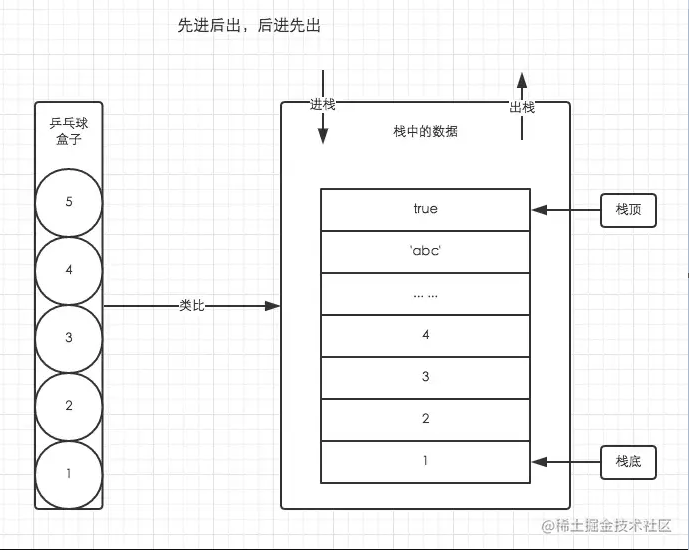 先进后出，后进先出
进栈
出栈
乒乓球
盒子
栈中的数据
5
4
3
2
1
类比
true
'abc'
... ...
4
3
2
1
栈顶
栈底
@稀土掘金技术社区